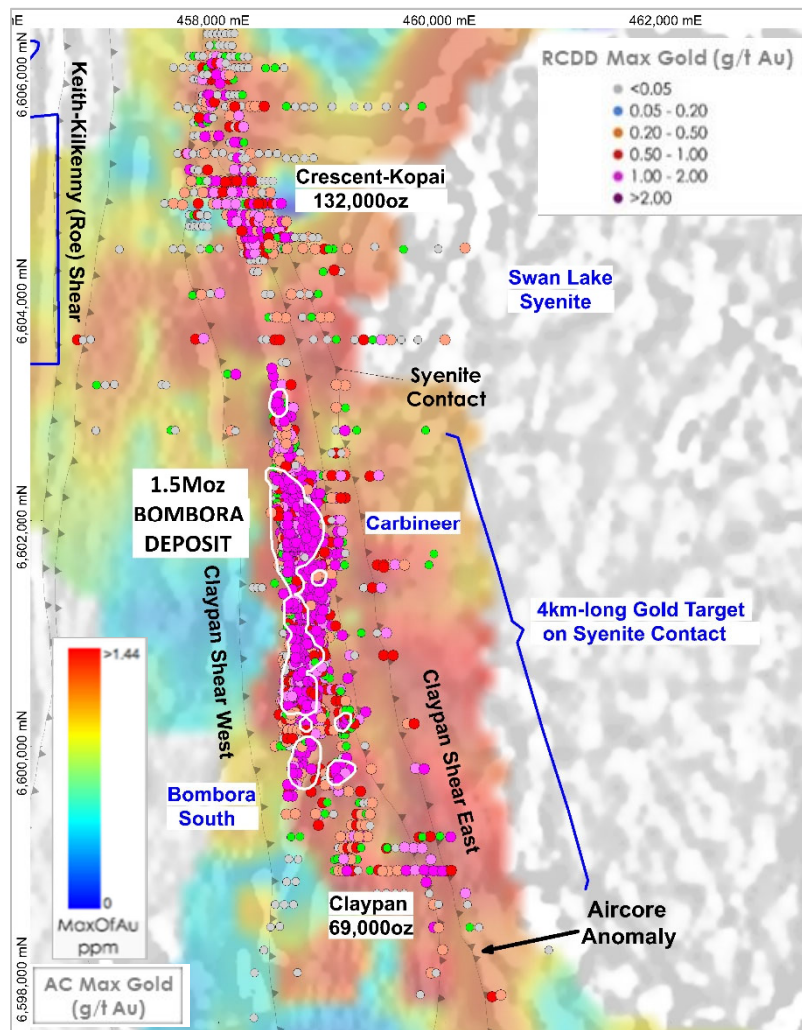 mE
458,000 mE
460,000 mE
462,000 mE
RCDD Max Gold (g/t Au)
<0.05
0.05 - 0.20
0.20 - 0.50
0.50 - 1.00
1.00 - 2.00
>2.00
6,606,000 mN
mN
Keith-Kilkenny (Roe) Shear
Crescent-Kopai
132,000oz
Swan Lake
Syenite
6,604,000 mN
Syenite
Contact
1.5Moz
BOMBORA
DEPOSIT
6,602,000 mN
Carbineer
Claypan Shear West
4km-long Gold Target
on Syenite Contact
>1.44
0
MaxOfAu
ppm
AC Max Gold
(g/t Au)
Claypan Shear East
6,600,000 mN
Bombora
South
Claypan
69,000oz
Aircore
Anomaly
6,598,000 mN